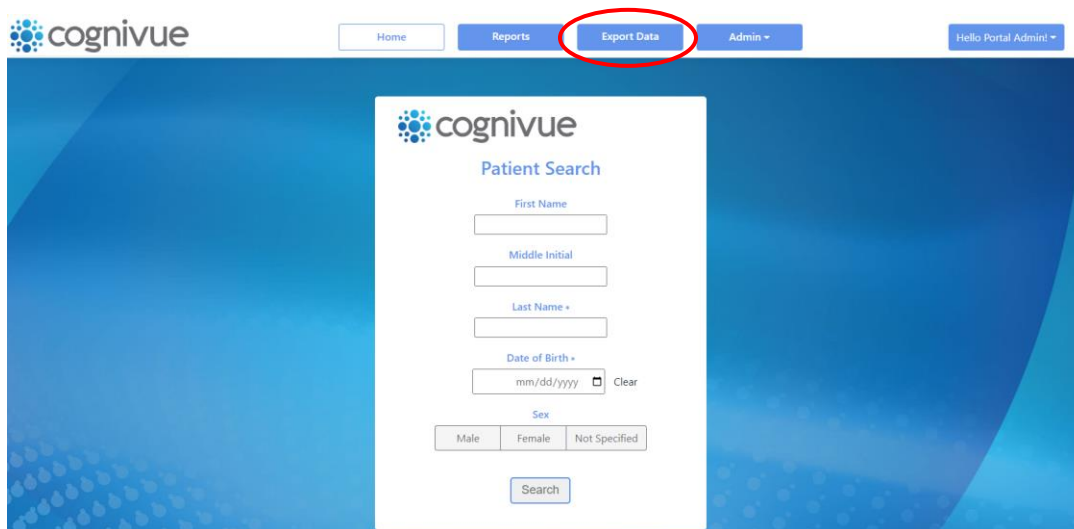 cognivue
Home Reports Export Data Admin Hello Portal Admin!
cognivue
Patient Search
First Name
Middle Initial
Last Name *
Date of Birth *
mm/dd/yyyy Clear
Sex
Male Female Not Specified
Search